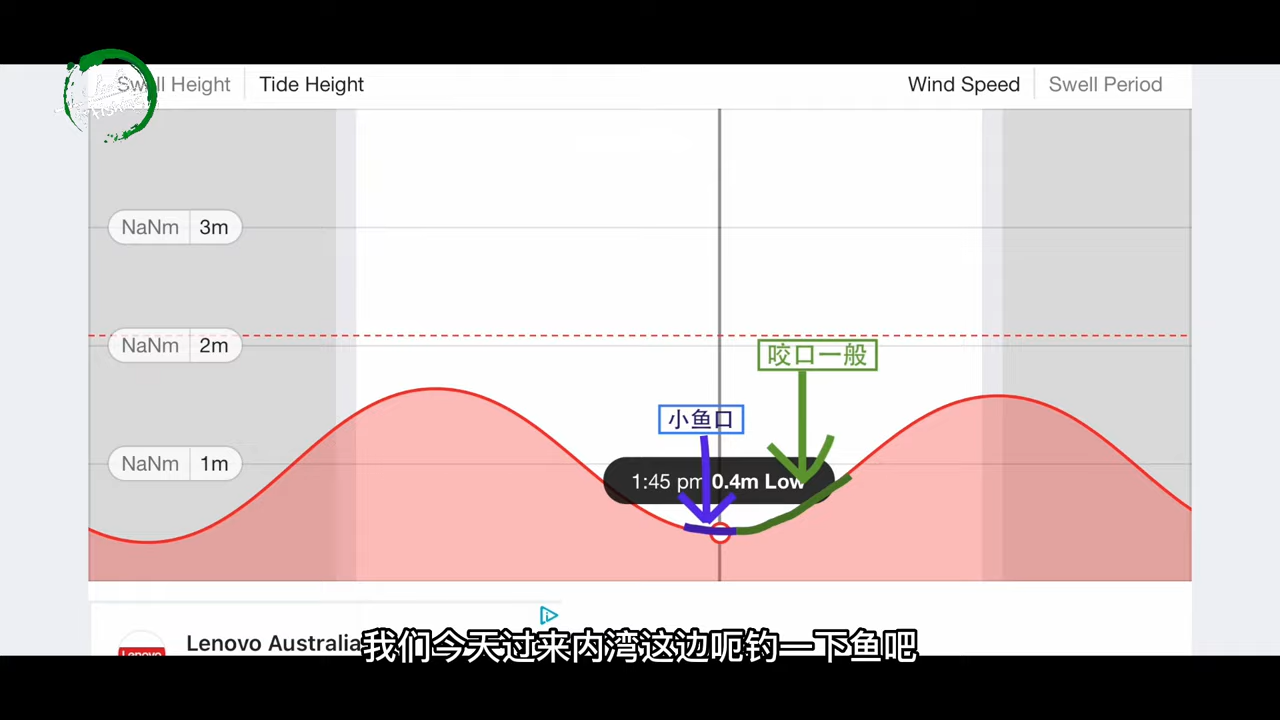 Swell Height
Tide Height
Wind Speed
Swell Period
NaNm 3m
NaNm 2m
咬口一般
小鱼口
NaNm 1m
1:45 pm 0.4m Low
Lenovo Australia
Lenovo
我们今天过来内湾这边呃钓一下鱼吧